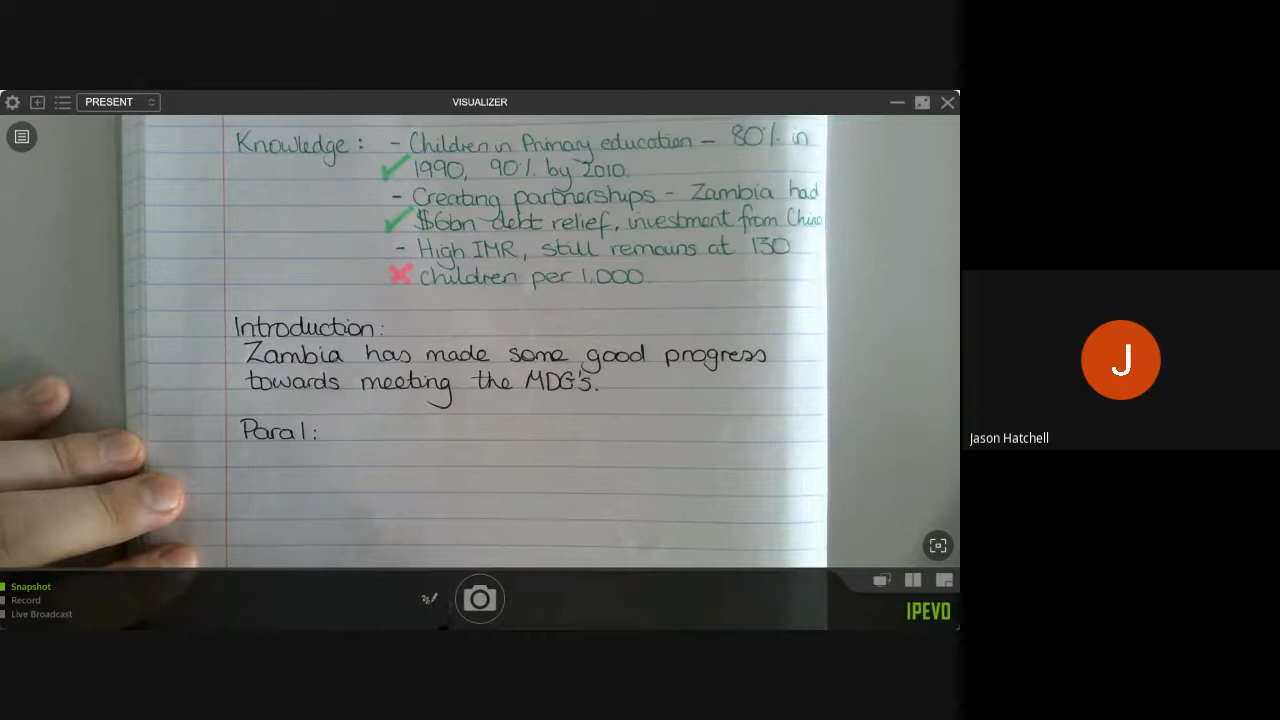 PRESENT
VISUALIZER
Knowledge: - Children in Primary education - 80% in
1990, 90% by 2010.
- Creating partnerships - Zambia had
$6bn debt relief, investment from China
- High IMR, still remains at 130
children per 1,000.
Introduction:
Zambia has made some good progress
towards meeting the MDG's.
Para1:
J
Jason Hatchell
Snapshot
Record
Live Broadcast
IPEVO